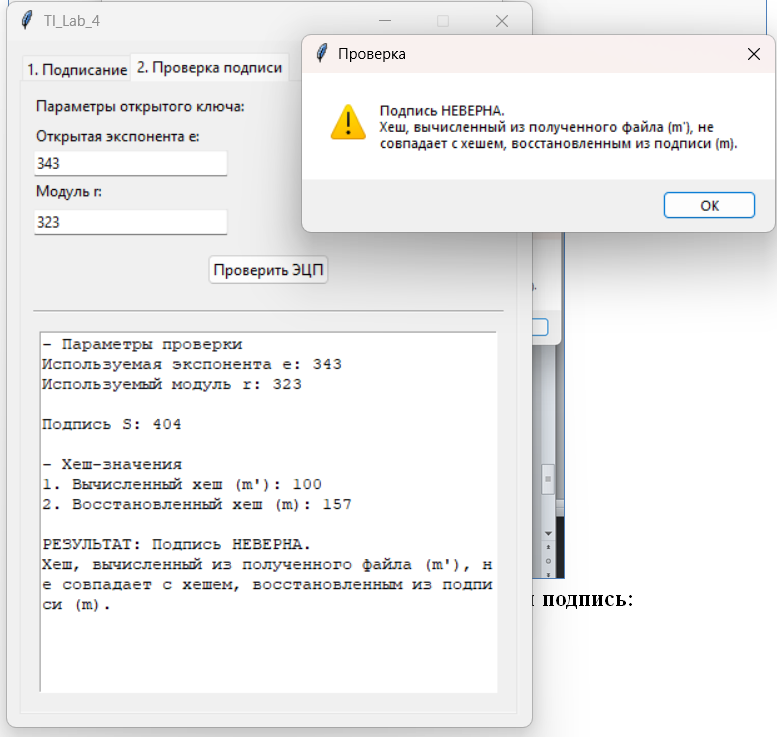 TI_Lab_4
Проверка
1. Подписание
2. Проверка подписи
Подпись НЕВЕРНА.
Хеш, вычисленный из полученного файла (m'), не
совпадает с хешем, восстановленным из подписи (m).
OK
Параметры открытого ключа:
Открытая экспонента e:
343
Модуль r:
323
Проверить ЭЦП
- Параметры проверки
Используемая экспонента e: 343
Используемый модуль r: 323
Подпись S: 404
- Хеш-значения
1. Вычисленный хеш (m'): 100
2. Восстановленный хеш (m): 157
РЕЗУЛЬТАТ: Подпись НЕВЕРНА.
Хеш, вычисленный из полученного файла (m'), н
е совпадает с хешем, восстановленным из подпи
си (m).
подпись: